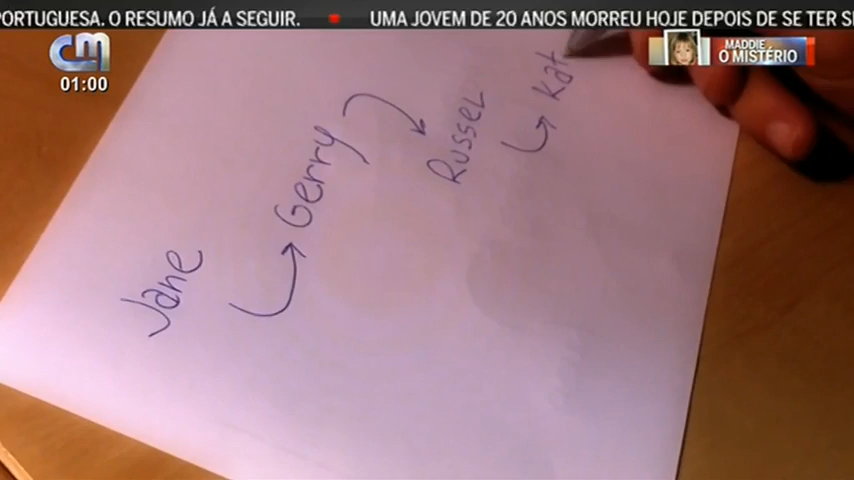 PORTUGUESA. O RESUMO JÁ A SEGUIR. UMA JOVEM DE 20 ANOS MORREU HOJE DEPOIS DE SE TER
CM
01:00
MADDIE
O MISTÉRIO
Jane
Gerry
Russel
Kat